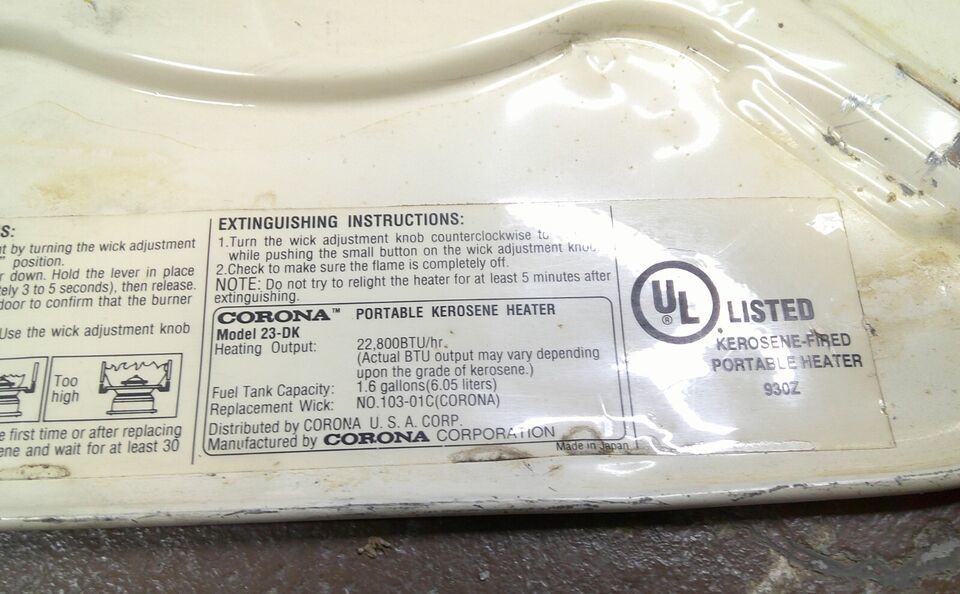 S:
t by turning the wick adjustment
" position.
r down. Hold the lever in place
ely 3 to 5 seconds), then release.
door to confirm that the burner
Use the wick adjustment knob
Too
high
e first time or after replacing
ene and wait for at least 30
EXTINGUISHING INSTRUCTIONS:
1.Turn the wick adjustment knob counterclockwise to
while pushing the small button on the wick adjustment knob.
2.Check to make sure the flame is completely off.
NOTE: Do not try to relight the heater for at least 5 minutes after
extinguishing.
CORONA™ PORTABLE KEROSENE HEATER
Model 23-DK
Heating Output: 22,800BTU/hr.
(Actual BTU output may vary depending
upon the grade of kerosene.)
Fuel Tank Capacity: 1.6 gallons(6.05 liters)
Replacement Wick: NO.103-01C(CORONA)
Distributed by CORONA U. S. A. CORP.
Manufactured by CORONA CORPORATION
Made in Japan
UL ® LISTED
KEROSENE-FIRED
PORTABLE HEATER
930Z